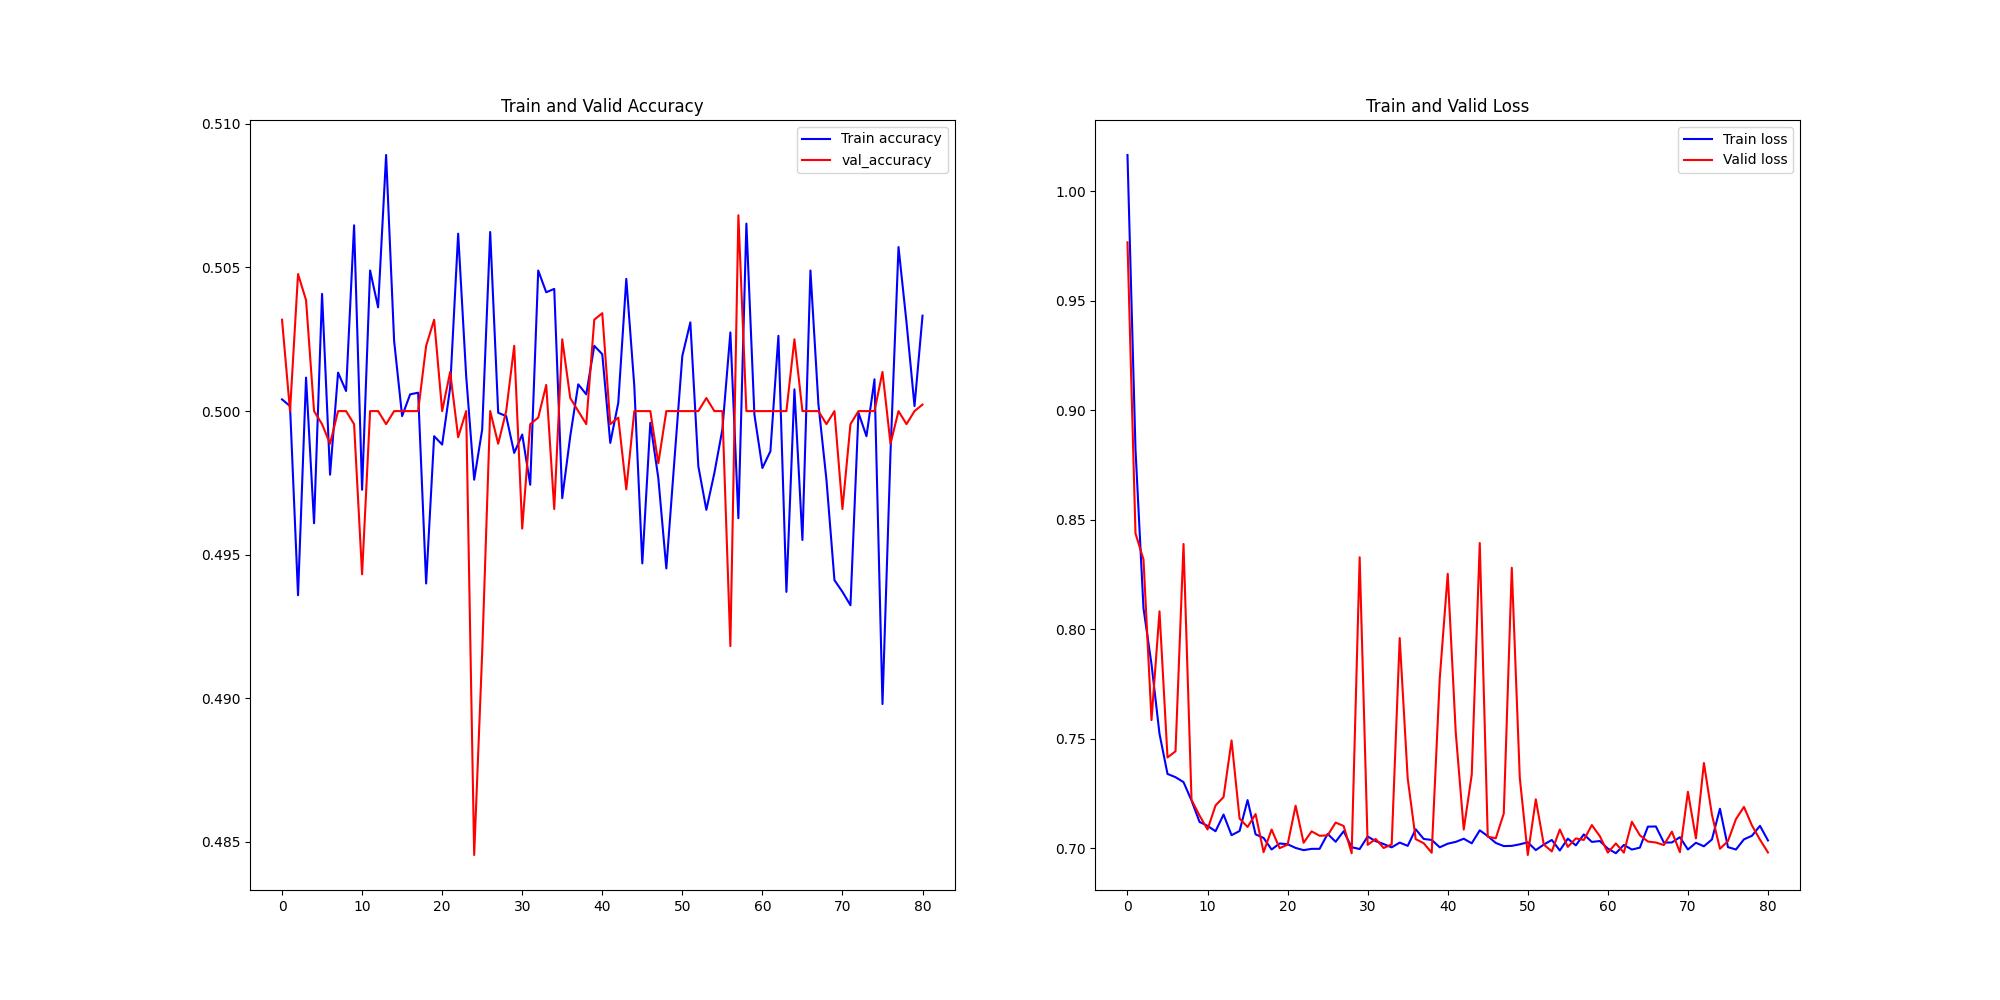 Train and Valid Accuracy
Train accuracy
val_accuracy
0.510
0.505
0.500
0.495
0.490
0.485
0 10 20 30 40 50 60 70 80
Train and Valid Loss
Train loss
Valid loss
1.00
0.95
0.90
0.85
0.80
0.75
0.70
0 10 20 30 40 50 60 70 80